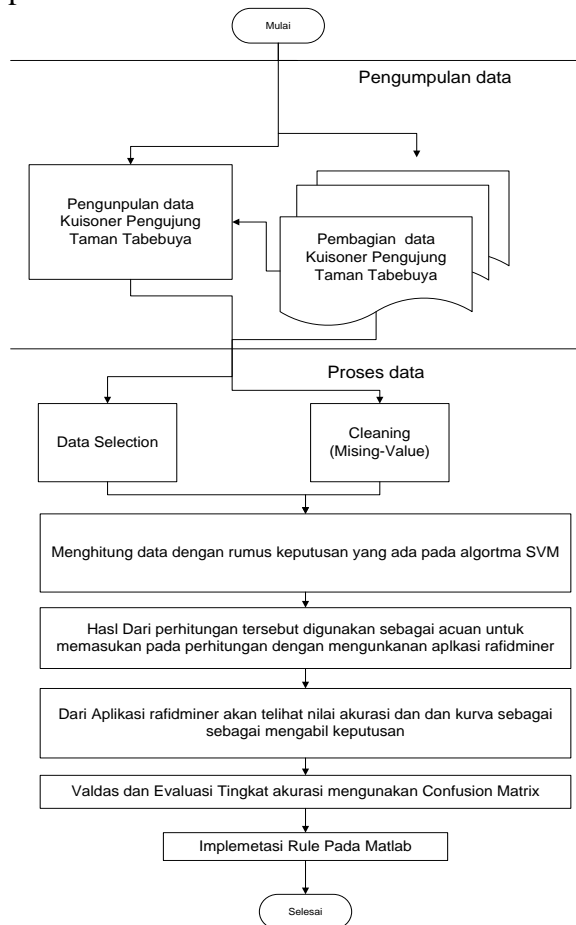 Mulai
Pengumpulan data
Pengunpulan data
Kuisoner Pengujung
Taman Tabebuya
Pembagian data
Kuisoner Pengujung
Taman Tabebuya
Proses data
Data Selection
Cleaning
(Mising-Value)
Menghitung data dengan rumus keputusan yang ada pada algortma SVM
Hasl Dari perhitungan tersebut digunakan sebagai acuan untuk
memasukan pada perhitungan dengan mengunkanan aplkasi rafidminer
Dari Aplikasi rafidminer akan telihat nilai akurasi dan dan kurva sebagai
sebagai mengabil keputusan
Valdas dan Evaluasi Tingkat akurasi mengunakan Confusion Matrix
Implemetasi Rule Pada Matlab
Selesai